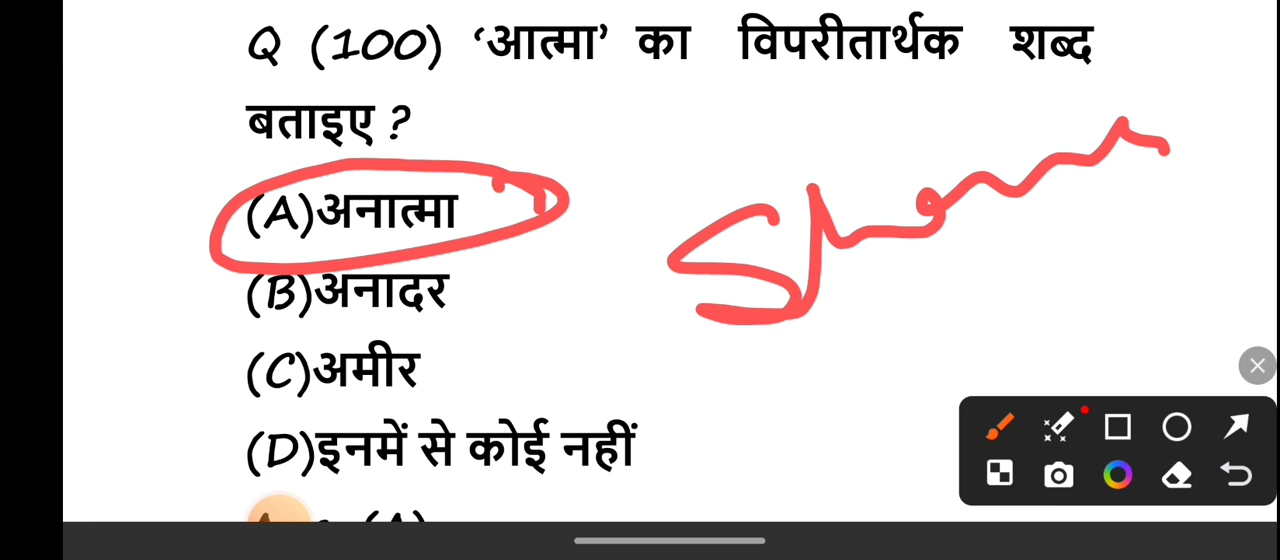 Q (100) 'आत्मा' का विपरीतार्थक शब्द
बताइए ?
(A)अनात्मा
(B)अनादर
(C)अमीर
(D)इनमें से कोई नहीं